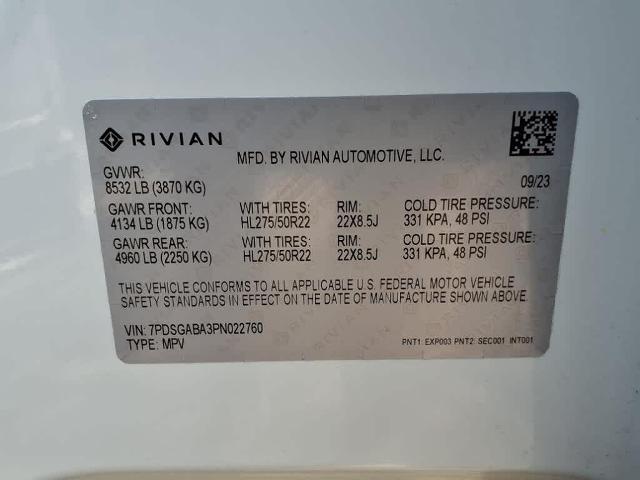 RIVIAN
MFD. BY RIVIAN AUTOMOTIVE, LLC.
GVWR:
8532 LB (3870 KG)
09/23
GAWR FRONT: WITH TIRES: RIM: COLD TIRE PRESSURE:
4134 LB (1875 KG) HL275/50R22 22X8.5J 331 KPA, 48 PSI
GAWR REAR: WITH TIRES: RIM: COLD TIRE PRESSURE:
4960 LB (2250 KG) HL275/50R22 22X8.5J 331 KPA, 48 PSI
THIS VEHICLE CONFORMS TO ALL APPLICABLE U.S. FEDERAL MOTOR VEHICLE
SAFETY STANDARDS IN EFFECT ON THE DATE OF MANUFACTURE SHOWN ABOVE.
VIN: 7PDSGABA3PN022760
TYPE: MPV
PNT1: EXP003 PNT2: SEC001 INT001